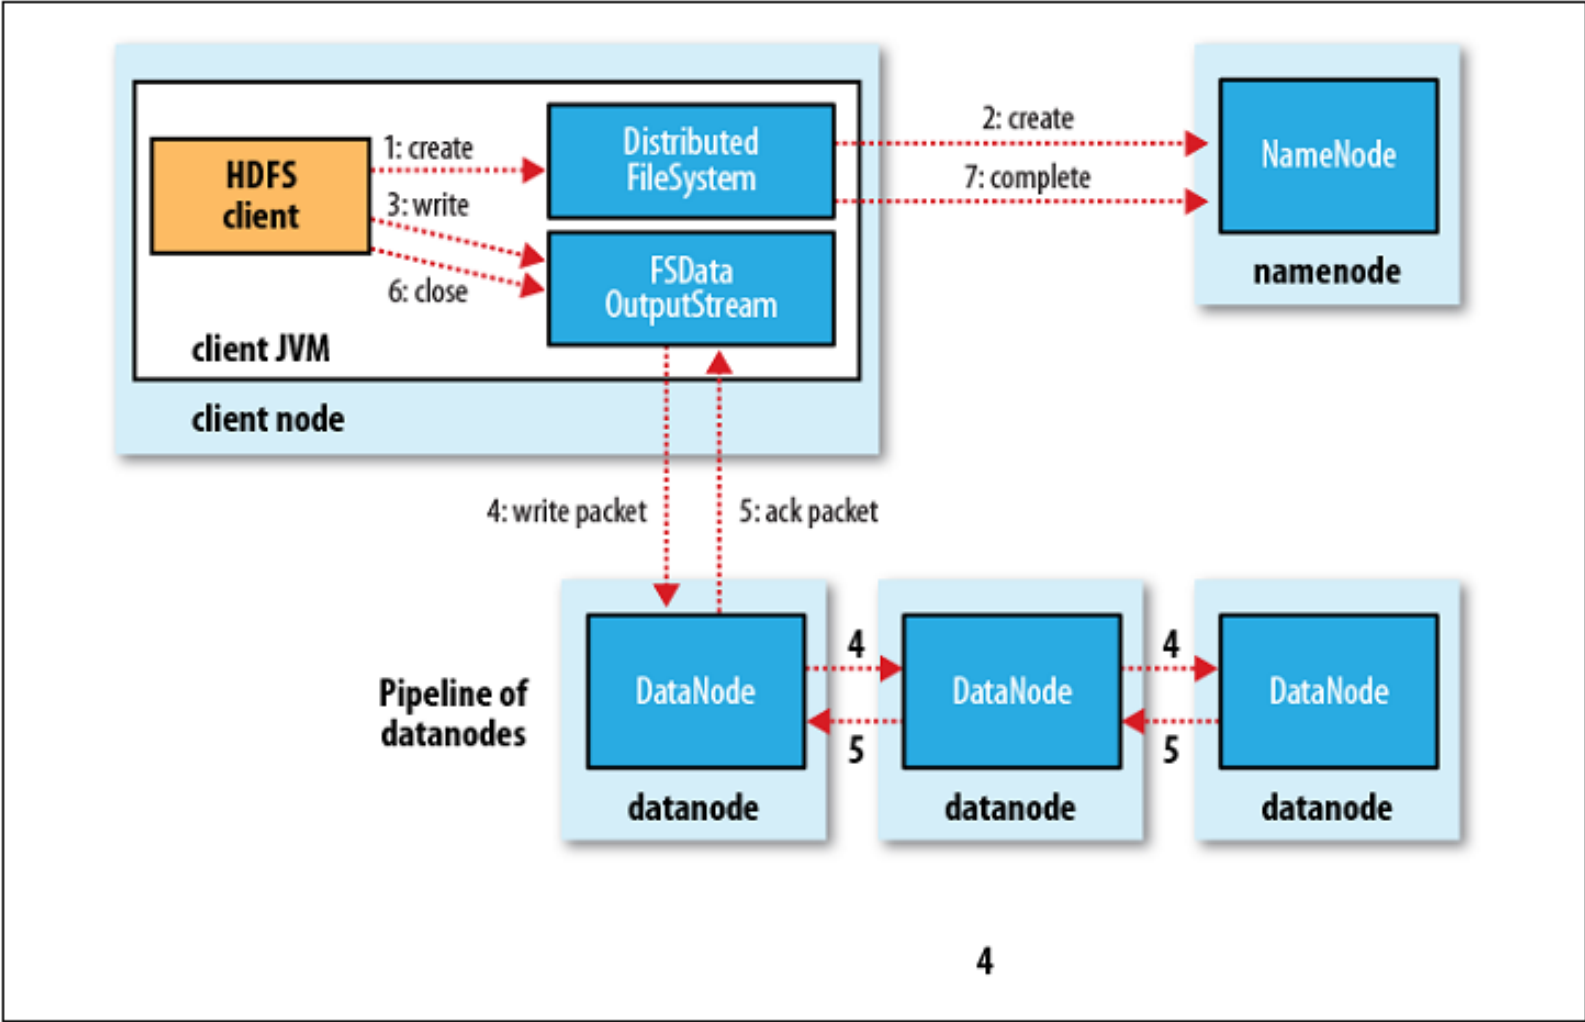 1: create
Distributed
FileSystem
2: create
NameNode
HDFS
client
3: write
7: complete
6: close
FSData
OutputStream
namenode
client JVM
client node
4: write packet
5: ack packet
Pipeline of
datanodes
DataNode
4
5
DataNode
4
5
DataNode
datanode
datanode
datanode
4